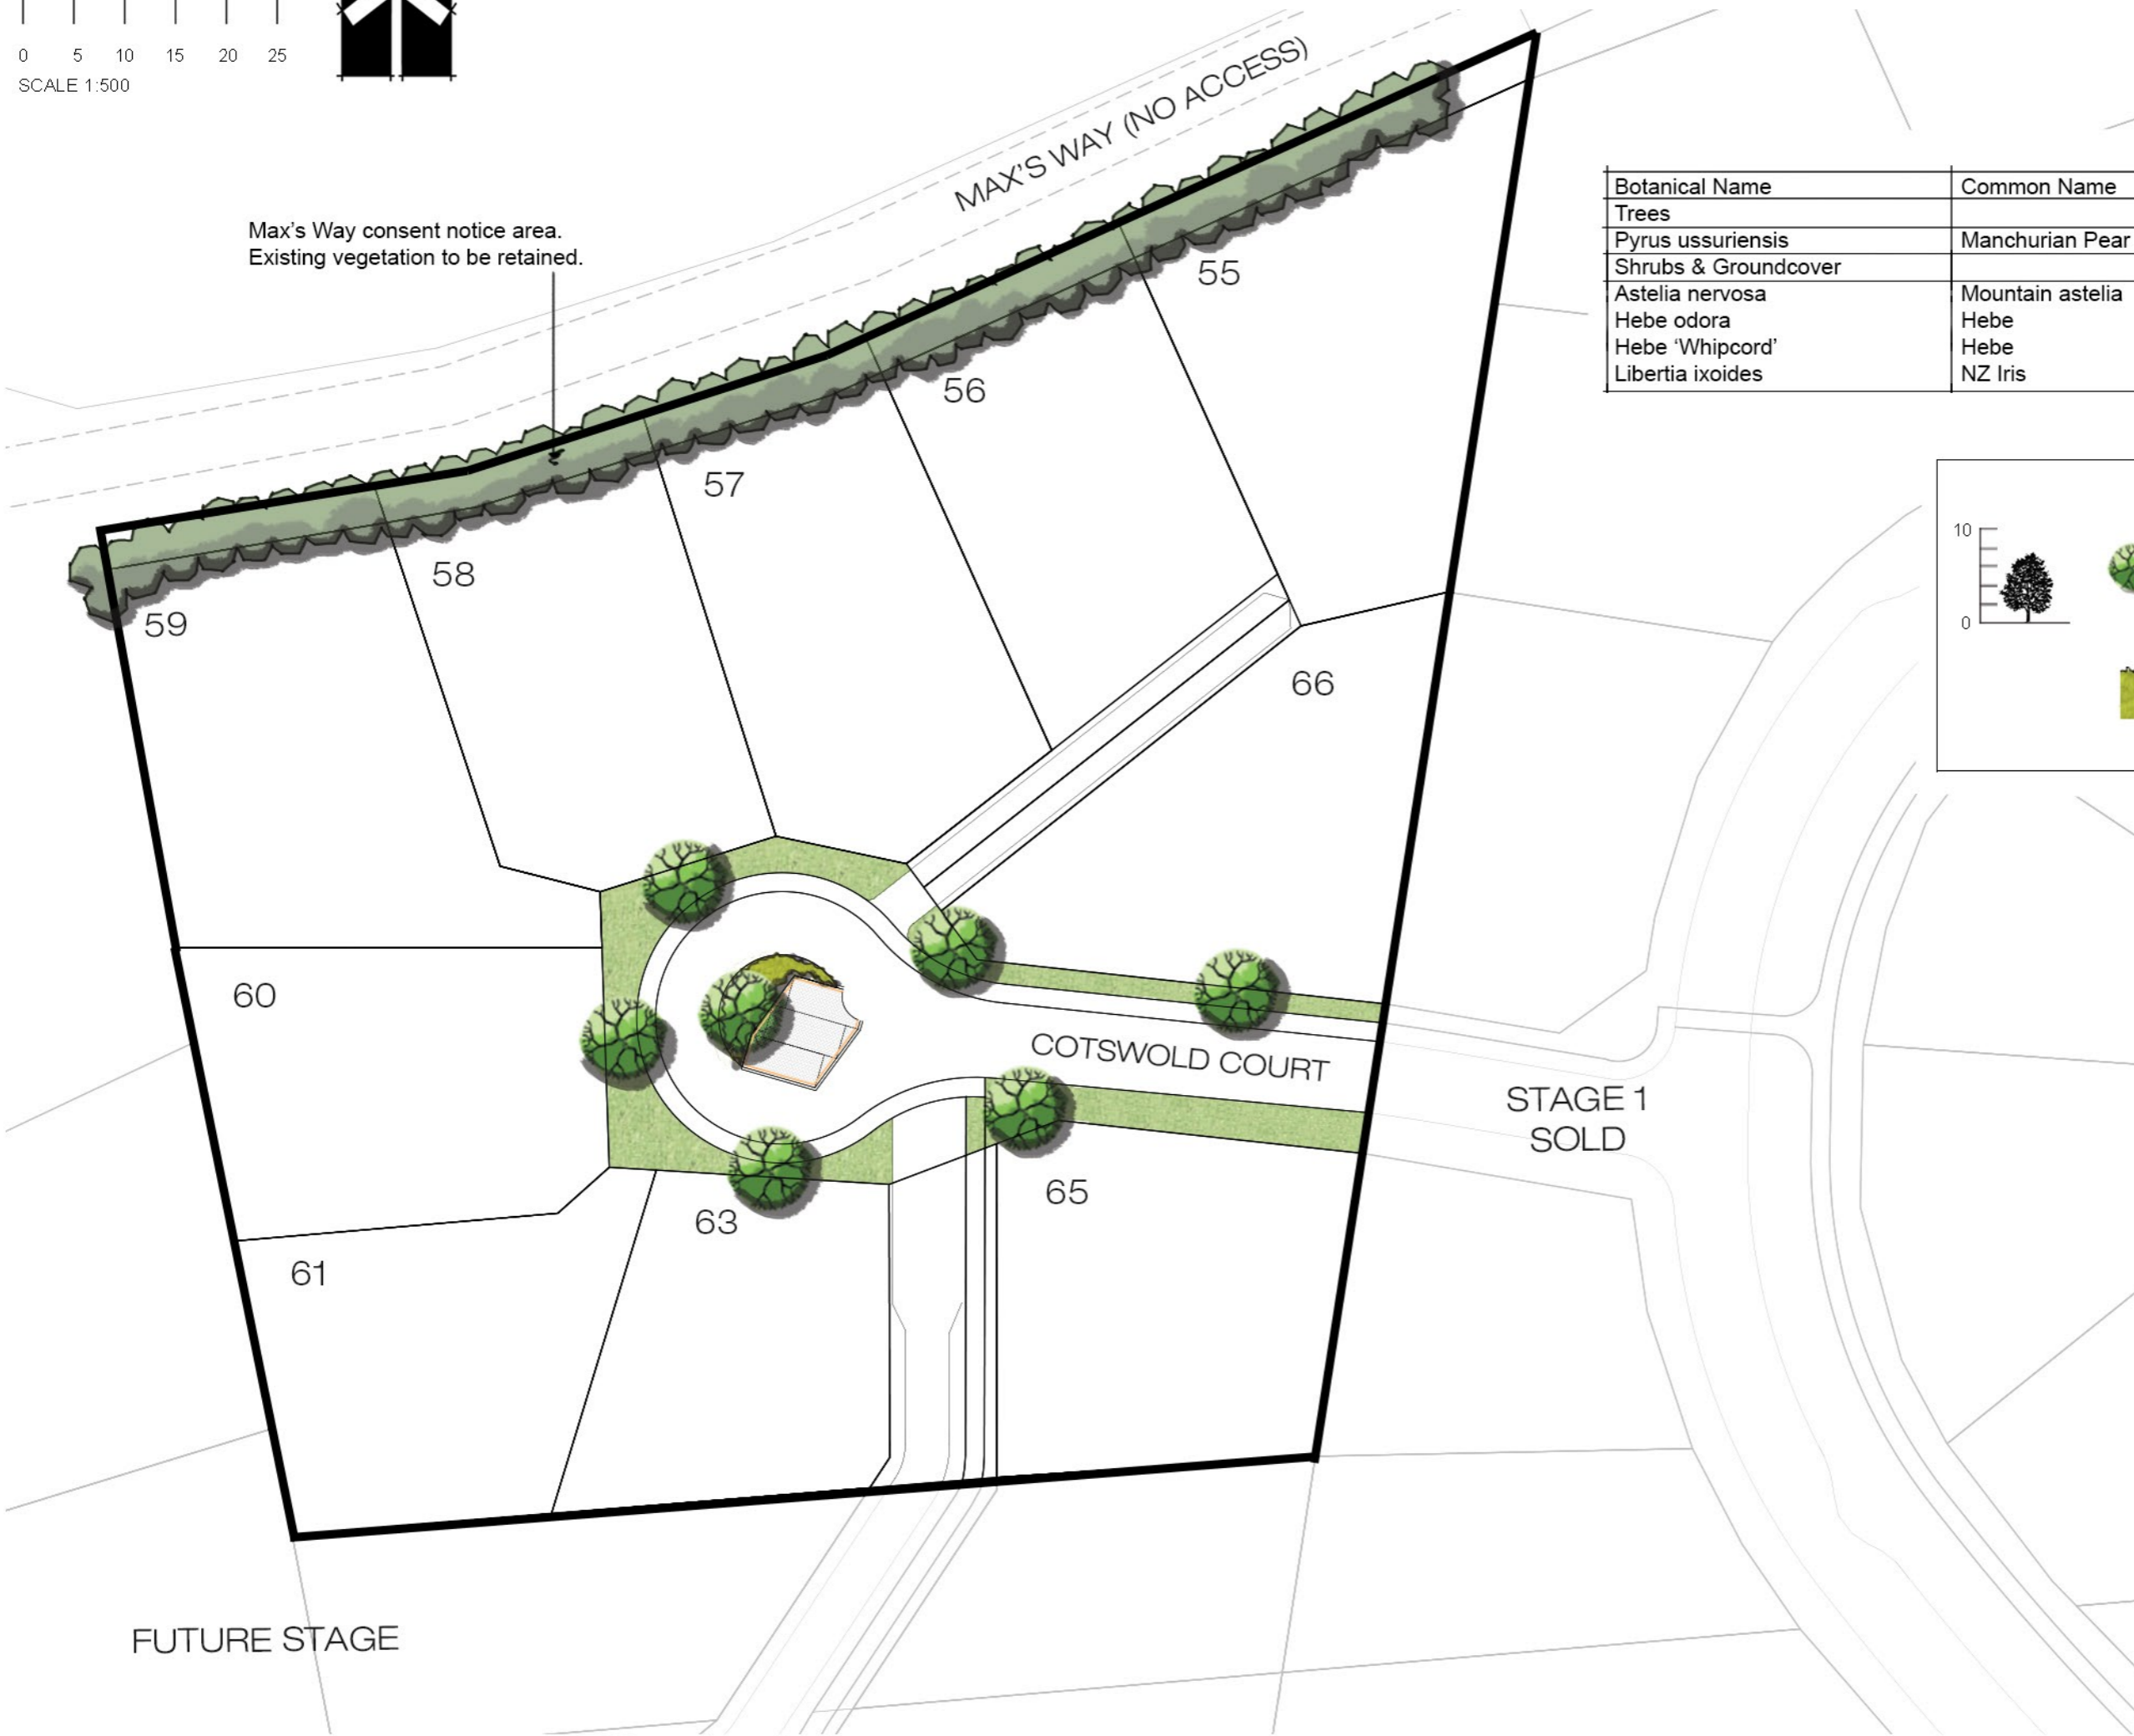 0 5 10 15 20 25
SCALE 1:500
MAX'S WAY (NO ACCESS)
Max's Way consent notice area.
Existing vegetation to be retained.
Botanical Name Common Name
Trees
Pyrus ussuriensis Manchurian Pear
Shrubs & Groundcover
Astelia nervosa Mountain astelia
Hebe odora Hebe
Hebe ‘Whipcord’ Hebe
Libertia ixoides NZ Iris
55
56
57
58
59
10
0
66
60
COTSWOLD COURT
STAGE 1
SOLD
65
63
61
FUTURE STAGE